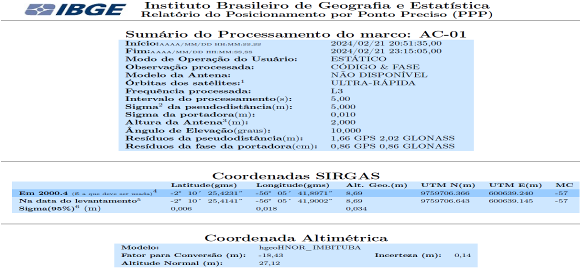 IBGE
Instituto Brasileiro de Geografia e Estatística
Relatório do Posicionamento por Ponto Preciso (PPP)
Sumário do Processamento do marco: AC-01
Início:AAAA/MM/DD HH:MM:SS,SS 2024/02/21 20:51:35,00
Fim:AAAA/MM/DD HH:MM:SS,SS 2024/02/21 23:15:05,00
Modo de Operação do Usuário: ESTÁTICO
Observação processada: CÓDIGO & FASE
Modelo da Antena: NÃO DISPONÍVEL
Órbitas dos satélites:¹ ULTRA-RÁPIDA
Frequência processada: L3
Intervalo do processamento(s): 5,00
Sigma² da pseudodistância(m): 5,000
Sigma da portadora(m): 0,010
Altura da Antena³(m): 2,000
Ângulo de Elevação(graus): 10,000
Resíduos da pseudodistância(m): 1,66 GPS 2,02 GLONASS
Resíduos da fase da portadora(cm): 0,86 GPS 0,86 GLONASS
Coordenadas SIRGAS
Latitude(gms) Longitude(gms) Alt. Geo.(m) UTM N(m) UTM E(m) MC
Em 2000.4 (É a que deve ser usada)⁴ -2° 10´ 25,4231˝ -56° 05´ 41,8971˝ 8,69 9759706.366 600639.240 -57
Na data do levantamento⁵ -2° 10´ 25,4141˝ -56° 05´ 41,9002˝ 8,69 9759706.643 600639.145 -57
Sigma(95%)⁶ (m) 0,006 0,018 0,034
Coordenada Altimétrica
Modelo: hgeoHNOR_IMBITUBA
Fator para Conversão (m): -18,43 Incerteza (m): 0,14
Altitude Normal (m): 27,12